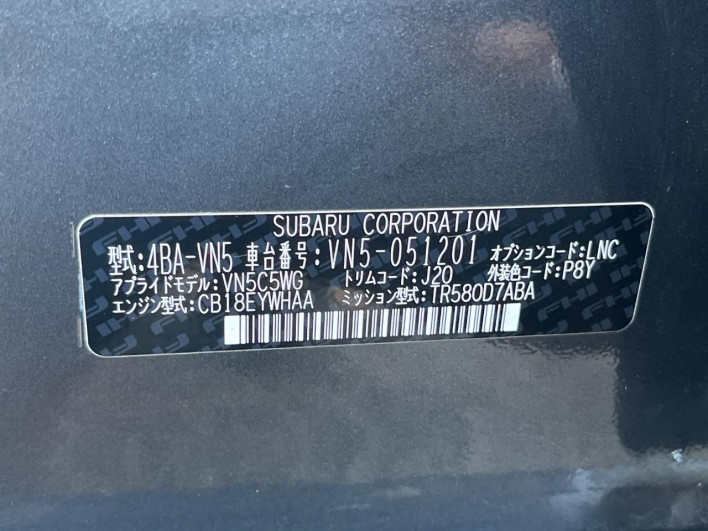 SUBARU CORPORATION
型式:4BA-VN5 車台番号:VN5-051201 オプションコード:LNC
アプライドモデル:VN5C5WG トリムコード:J20 外装色コード:P8Y
エンジン型式:CB18EYWHAA ミッション型式:TR580D7ABA